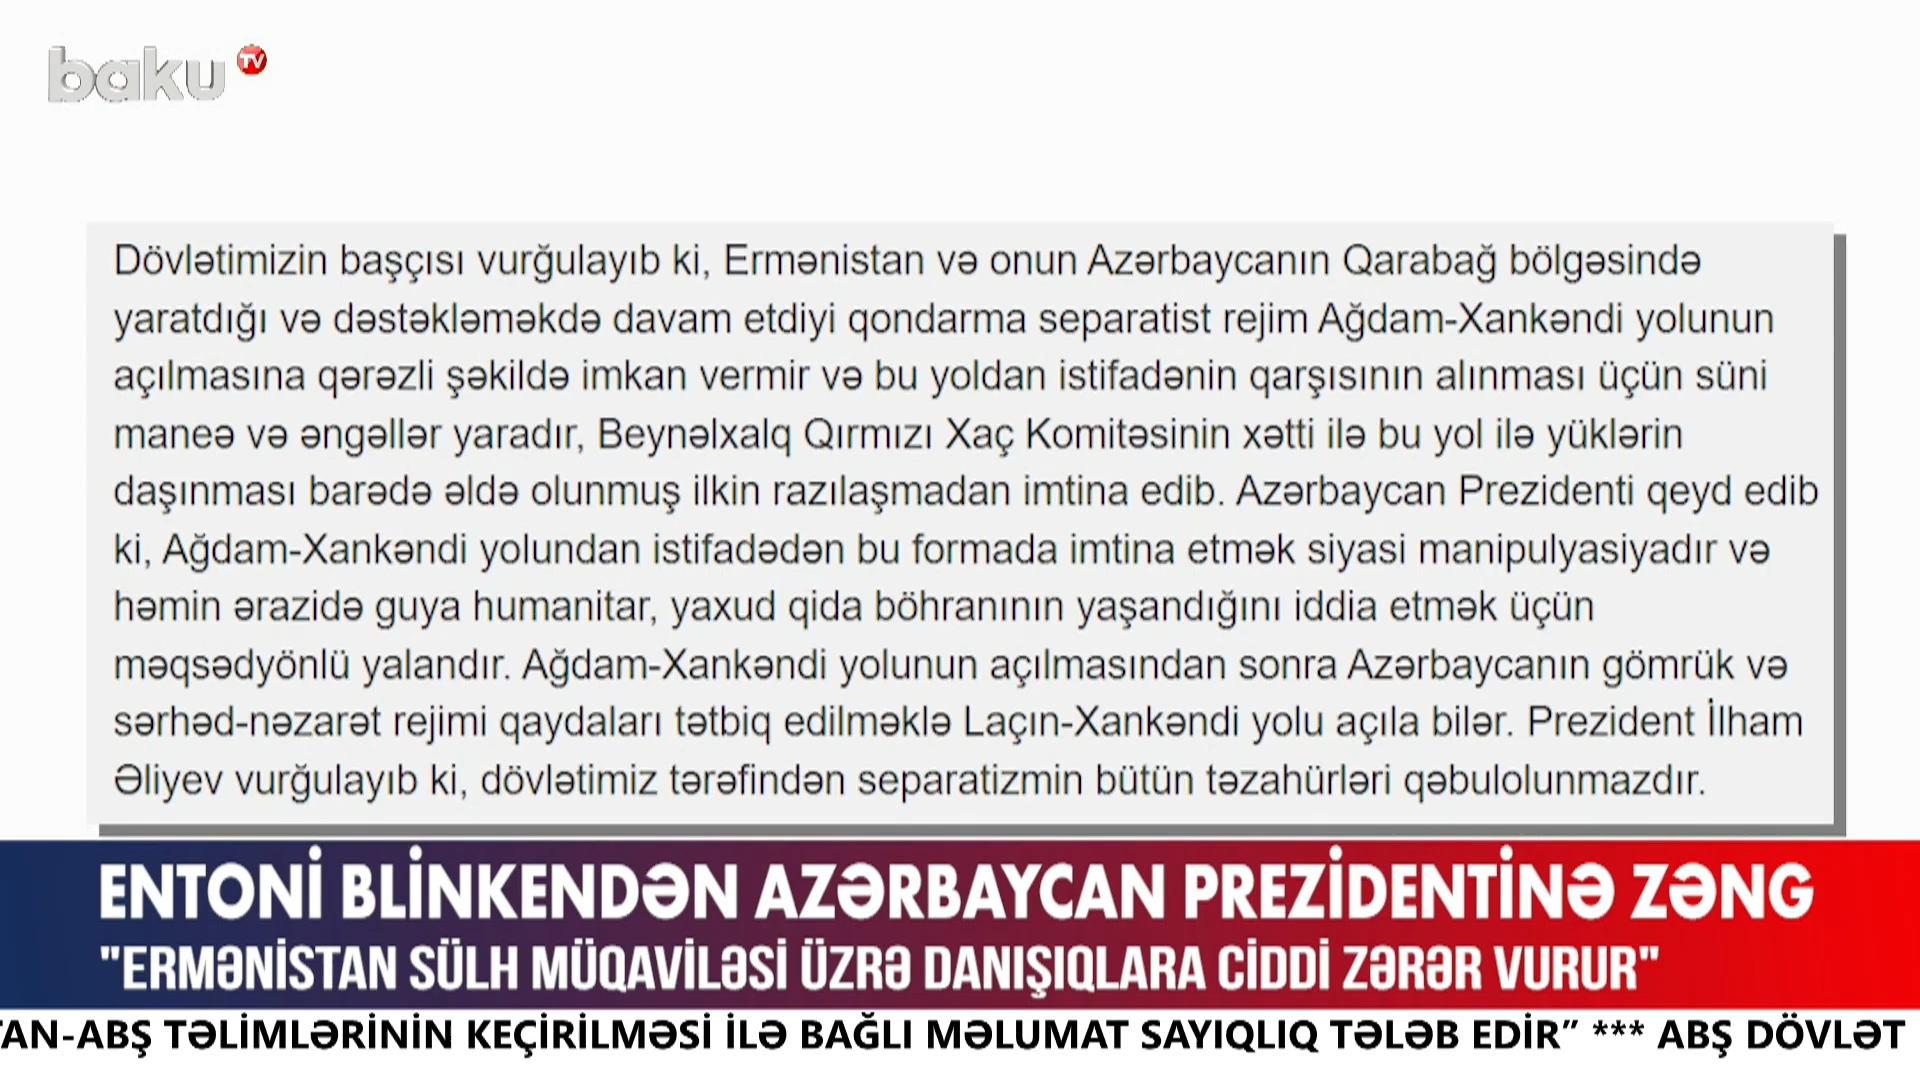 baku TV
Dövlətimizin başçısı vurğulayıb ki, Ermənistan və onun Azərbaycanın Qarabağ bölgəsində
yaratdığı və dəstəkləməkdə davam etdiyi qondarma separatist rejim Ağdam-Xankəndi yolunun
açılmasına qərəzli şəkildə imkan vermir və bu yoldan istifadənin qarşısının alınması üçün süni
maneə və əngəllər yaradır, Beynəlxalq Qırmızı Xaç Komitəsinin xətti ilə bu yol ilə yüklərin
daşınması barədə əldə olunmuş ilkin razılaşmadan imtina edib. Azərbaycan Prezidenti qeyd edib
ki, Ağdam-Xankəndi yolundan istifadədən bu formada imtina etmək siyasi manipulyasiyadır və
həmin ərazidə guya humanitar, yaxud qida böhranının yaşandığını iddia etmək üçün
məqsədyönlü yalandır. Ağdam-Xankəndi yolunun açılmasından sonra Azərbaycanın gömrük və
sərhəd-nəzarət rejimi qaydaları tətbiq edilməklə Laçın-Xankəndi yolu açıla bilər. Prezident İlham
Əliyev vurğulayıb ki, dövlətimiz tərəfindən separatizmin bütün təzahürləri qəbulolunmazdır.
ENTONİ BLİNKENDƏN AZƏRBAYCAN PREZİDENTİNƏ ZƏNG
"ERMƏNİSTAN SÜLH MÜQAVİLƏSİ ÜZRƏ DANIŞIQLARA CİDDİ ZƏRƏR VURUR"
TAN-ABŞ TƏLİMLƏRİNİN KEÇİRİLMƏSİ İLƏ BAĞLI MƏLUMAT SAYIQLIQ TƏLƏB EDİR” *** ABŞ DÖVLƏT